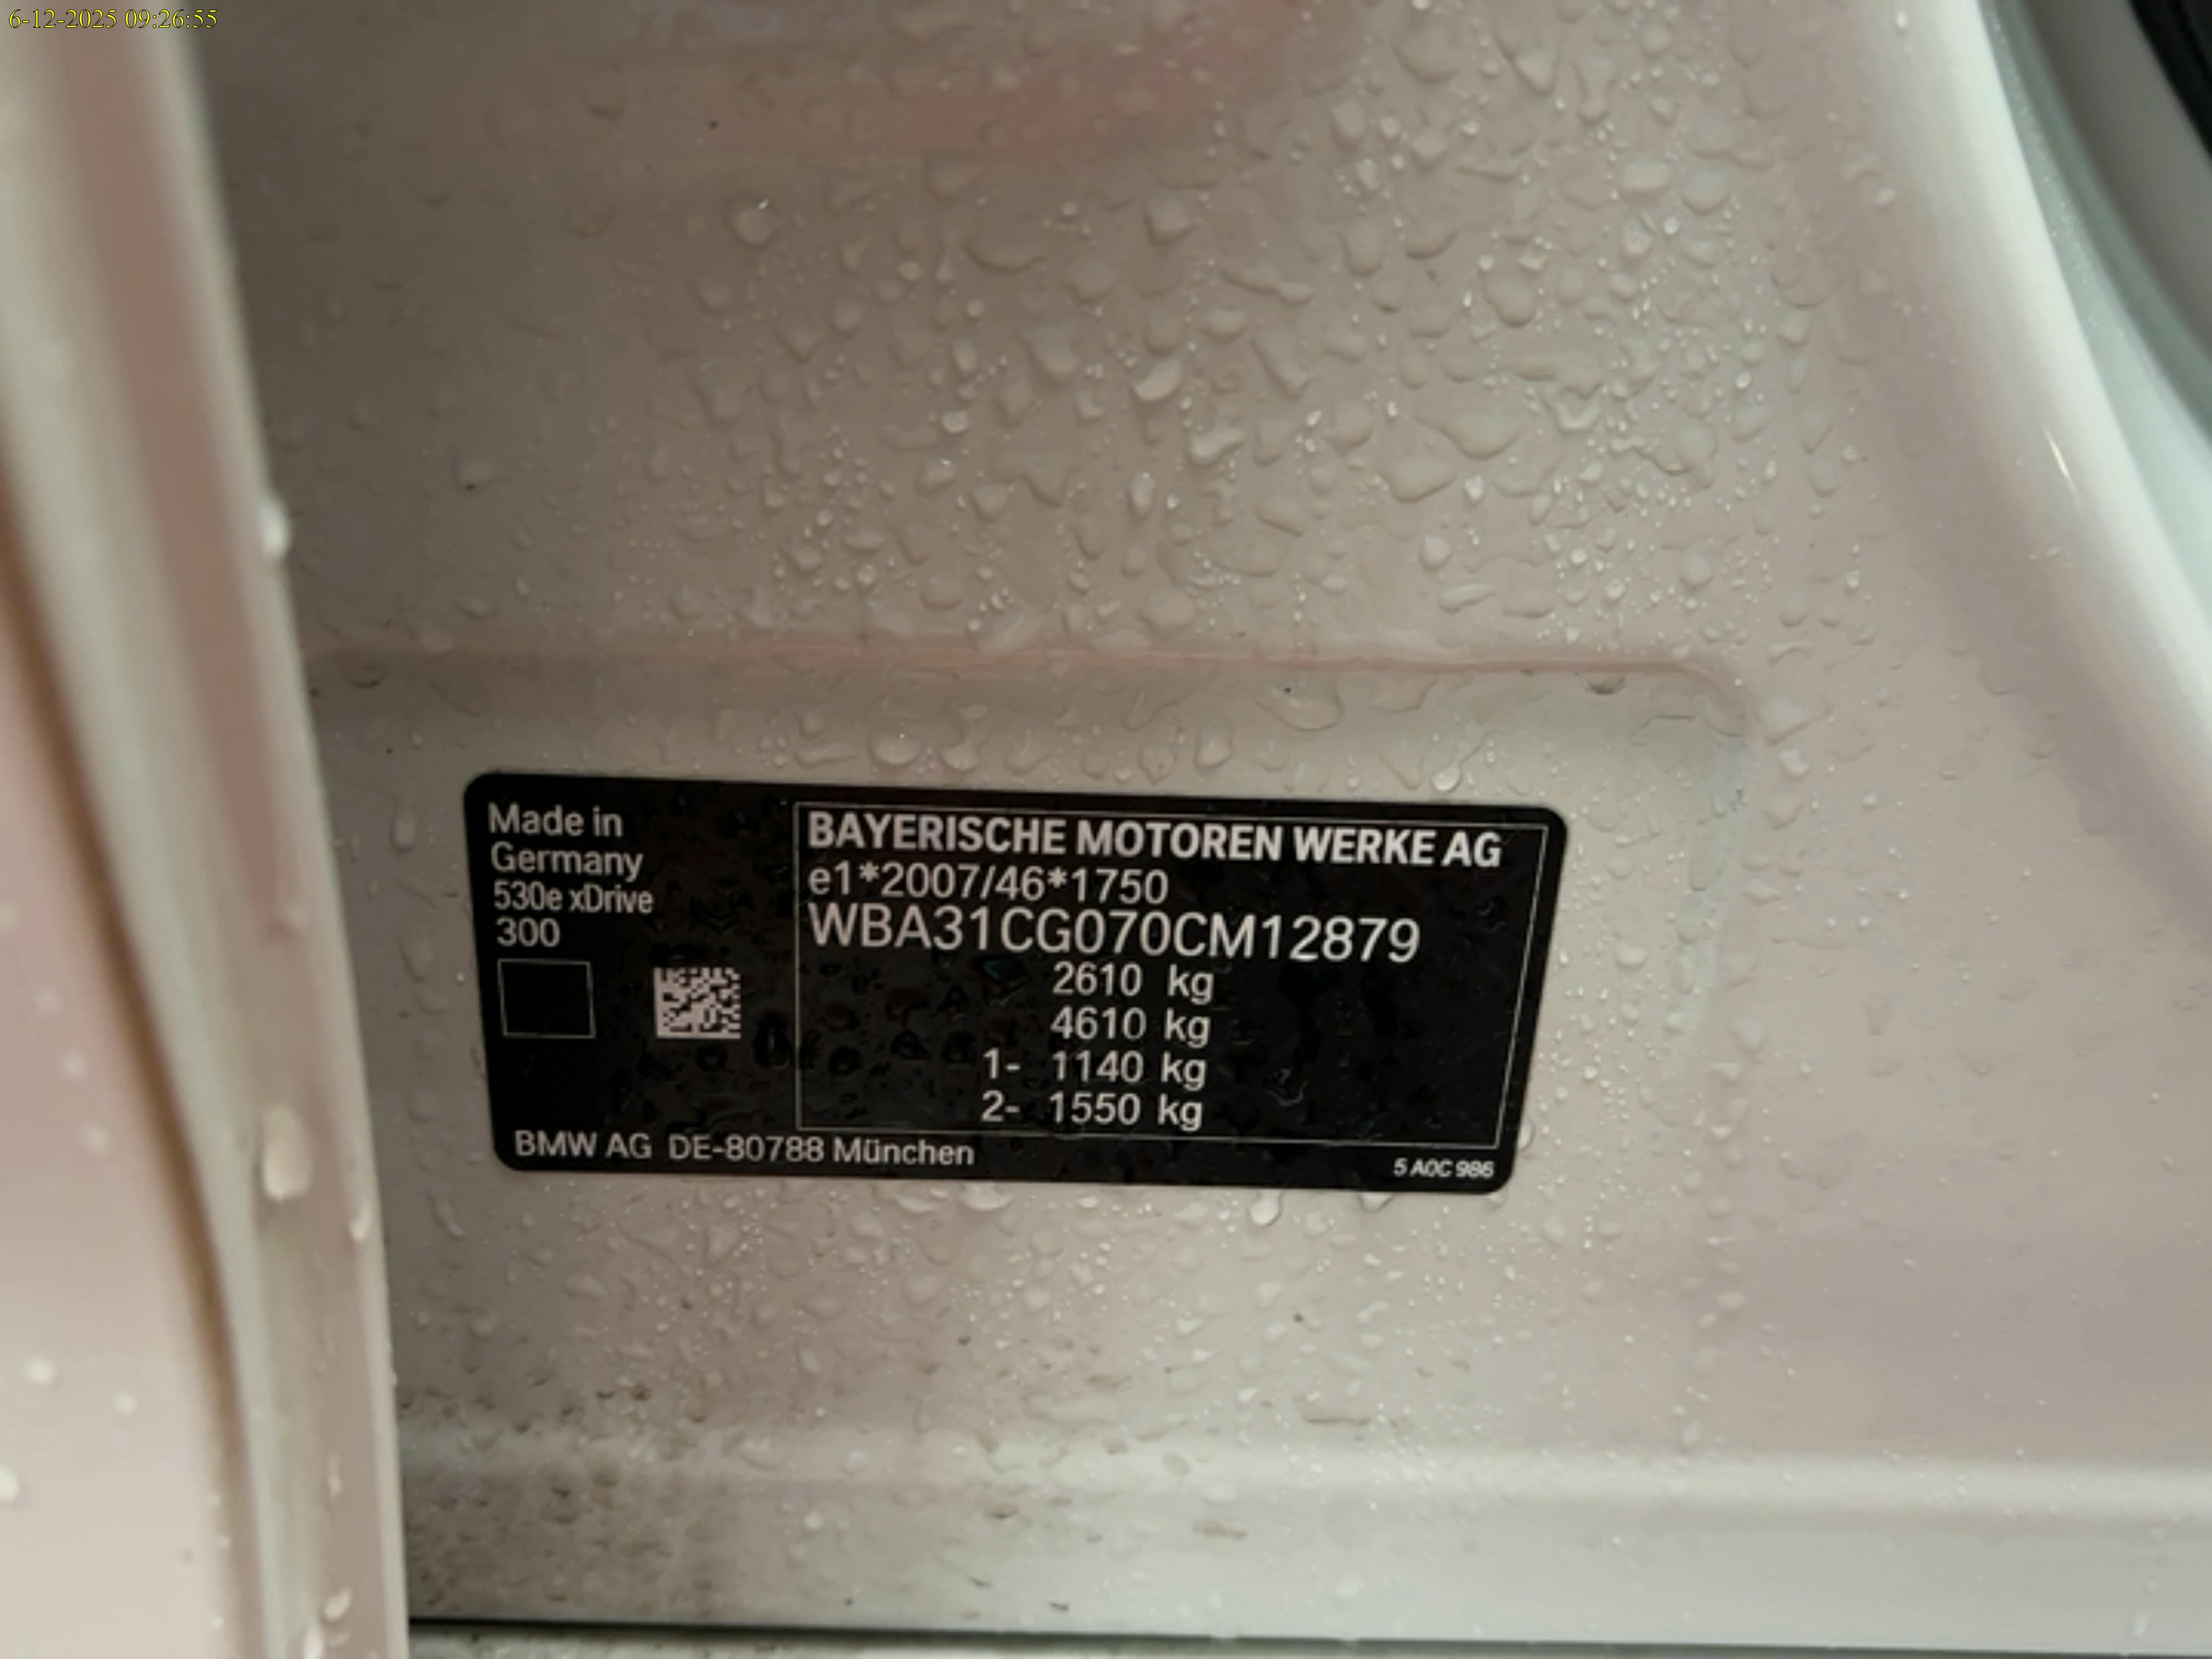 6-12-2025 09:26:55
Made in
Germany
530e xDrive
300
BAYERISCHE MOTOREN WERKE AG
e1*2007/46*1750
WBA31CG070CM12879
2610 kg
4610 kg
1- 1140 kg
2- 1550 kg
BMW AG DE-80788 München
5 A0C 986